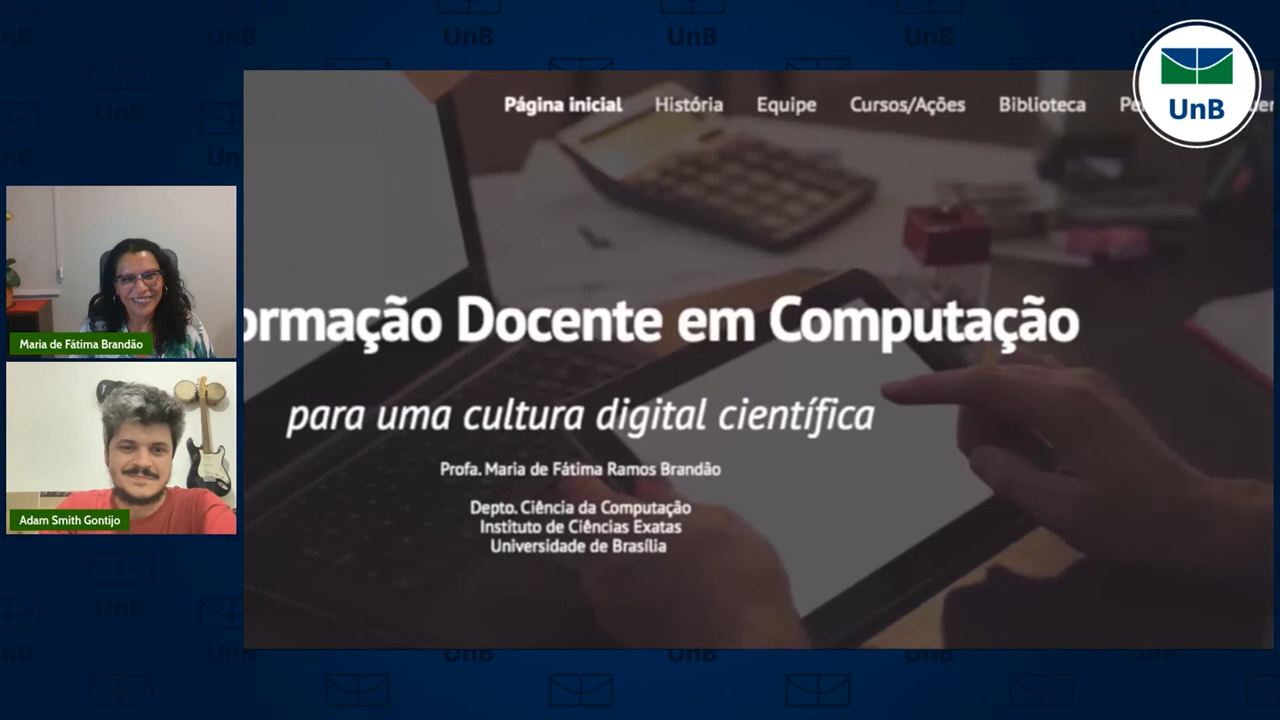 Página inicial História Equipe Cursos/Ações Biblioteca
UnB
ormação Docente em Computação
para uma cultura digital científica
Profa. Maria de Fátima Ramos Brandão
Depto. Ciência da Computação
Instituto de Ciências Exatas
Universidade de Brasília
Maria de Fátima Brandão
Adam Smith Gontijo